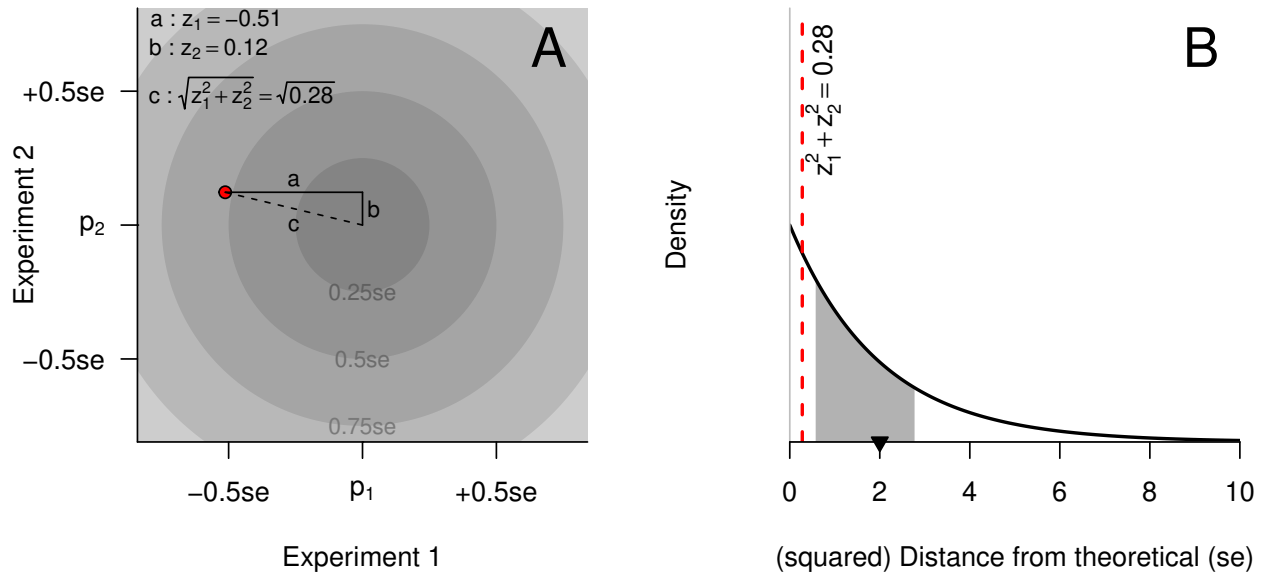 a : z₁ = −0.51
b : z₂ = 0.12
c : √z₁² + z₂² = √0.28
A
+0.5se
p₂
−0.5se
Experiment 2
a
b
c
0.25se
0.5se
0.75se
−0.5se
p₁
+0.5se
Experiment 1
B
z₁² + z₂² = 0.28
Density
0
2
4
6
8
10
(squared) Distance from theoretical (se)